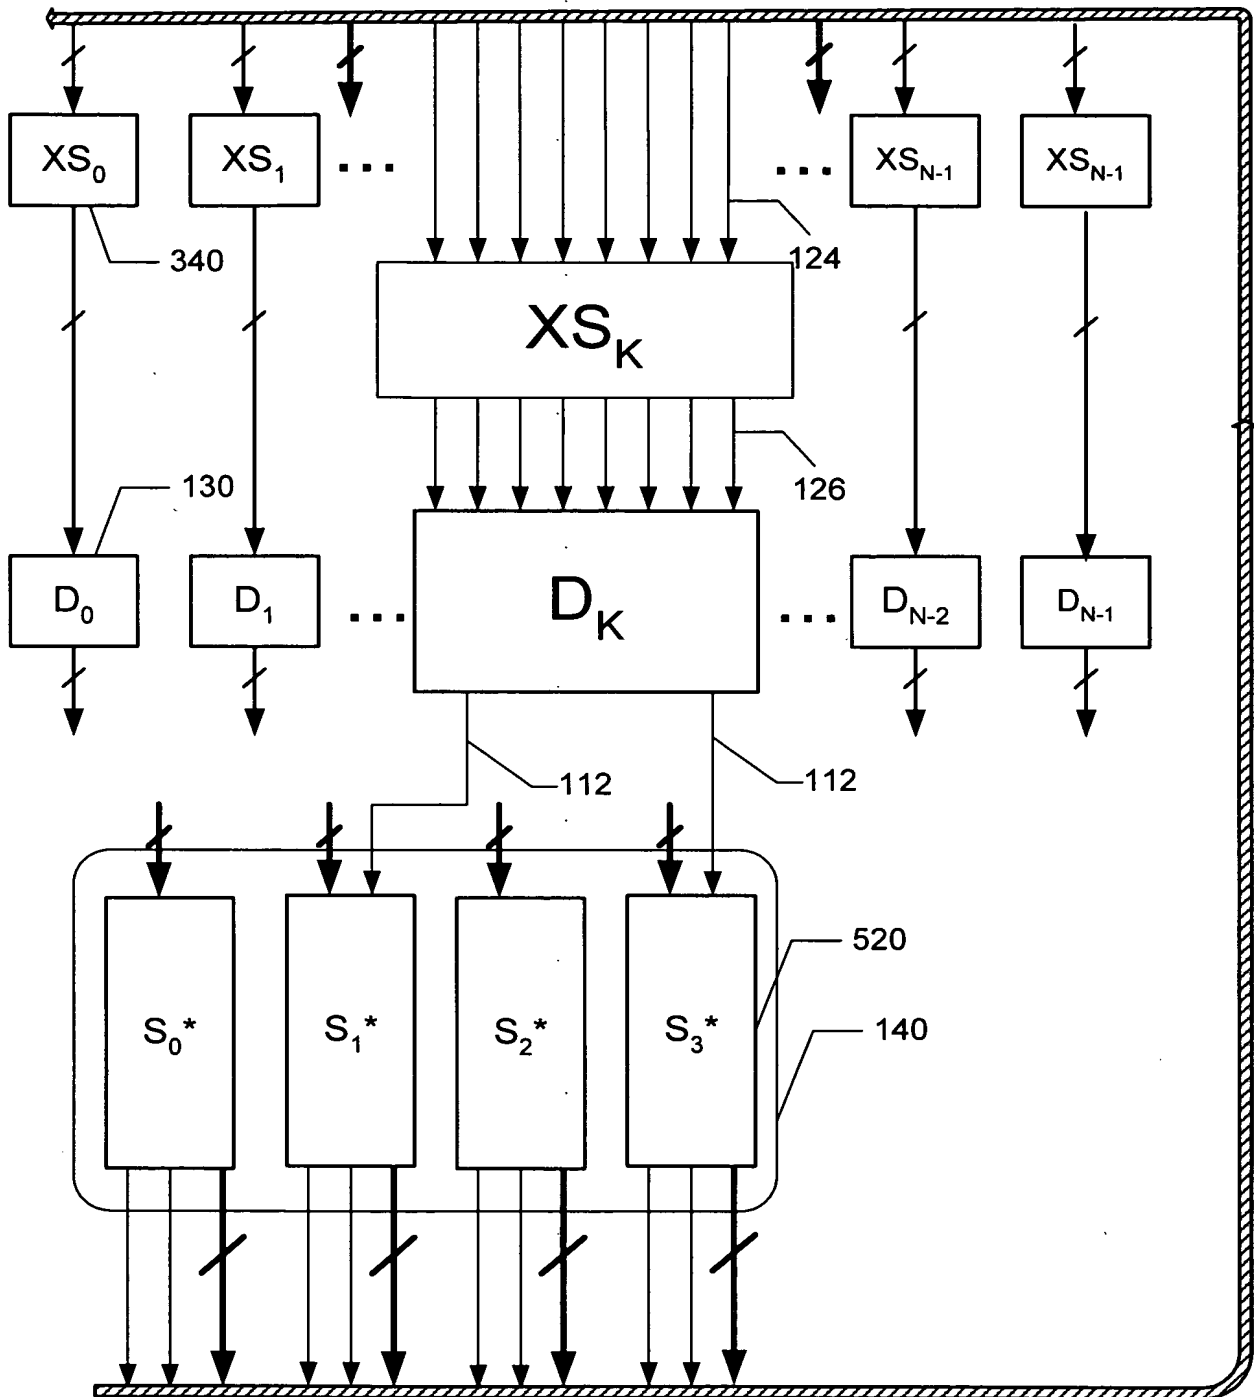 XS0 XS1 ... ... XSN-1 XSN-1
124
340
XSK
130
126
D0 D1 ... DK ... DN-2 DN-1
112 112
520
S0* S1* S2* S3*
140